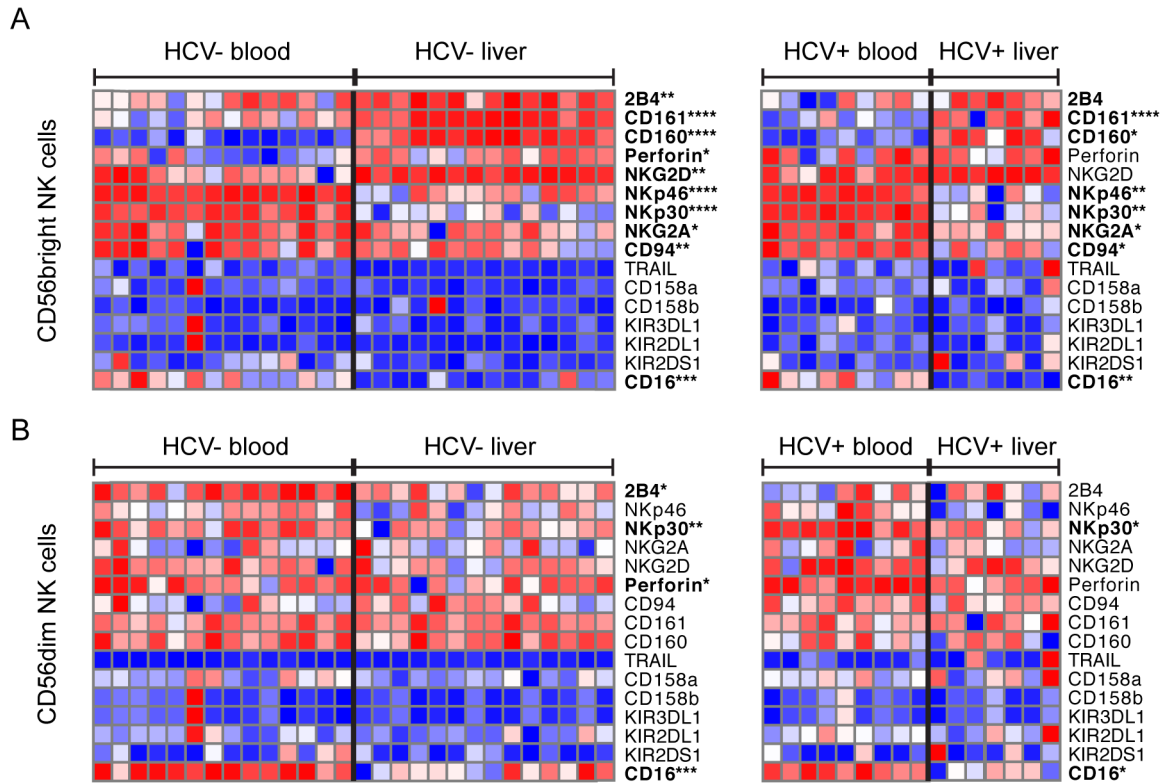 A
HCV- blood
HCV- liver
HCV+ blood
HCV+ liver
CD56bright NK cells
2B4**
CD161****
CD160****
Perforin*
NKG2D**
NKp46****
NKp30****
NKG2A*
CD94**
TRAIL
CD158a
CD158b
KIR3DL1
KIR2DL1
KIR2DS1
CD16***
2B4
CD161****
CD160*
Perforin
NKG2D
NKp46**
NKp30**
NKG2A*
CD94*
TRAIL
CD158a
CD158b
KIR3DL1
KIR2DL1
KIR2DS1
CD16**
B
HCV- blood
HCV- liver
HCV+ blood
HCV+ liver
CD56dim NK cells
2B4*
NKp46
NKp30**
NKG2A
NKG2D
Perforin*
CD94
CD161
CD160
TRAIL
CD158a
CD158b
KIR3DL1
KIR2DL1
KIR2DS1
CD16***
2B4
NKp46
NKp30*
NKG2A
NKG2D
Perforin
CD94
CD161
CD160
TRAIL
CD158a
CD158b
KIR3DL1
KIR2DL1
KIR2DS1
CD16*